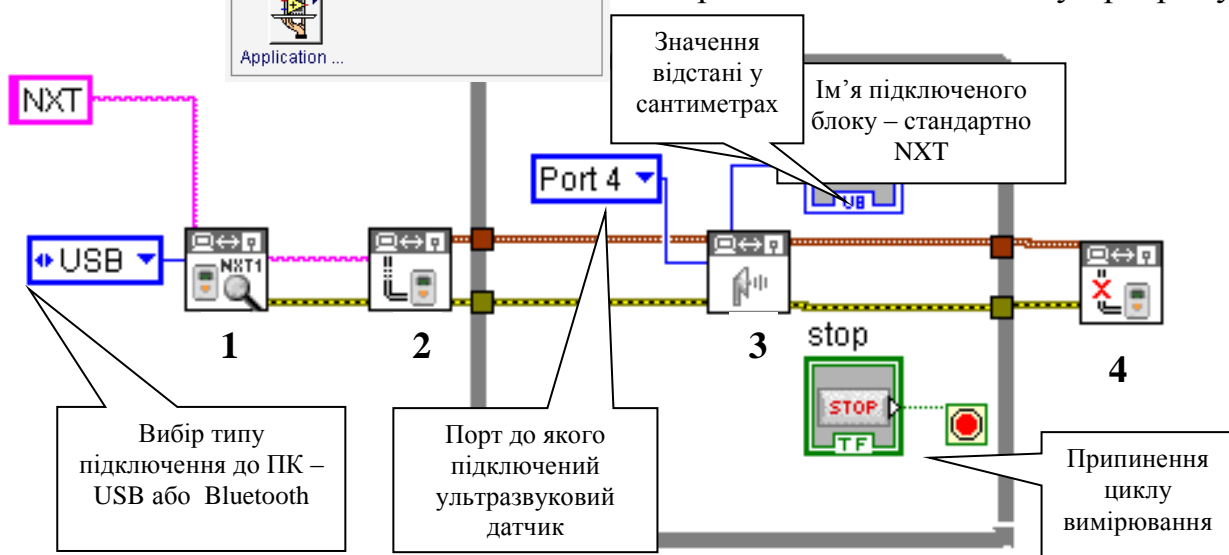 Application ...
NXT
Значення
відстані у
сантиметрах
Ім’я підключеного
блоку – стандартно
NXT
Port 4
U8
USB
NXT1
1
2
3
4
stop
STOP
TF
Вибір типу
підключення до ПК –
USB або Bluetooth
Порт до якого
підключений
ультразвуковий
датчик
Припинення
циклу
вимірювання